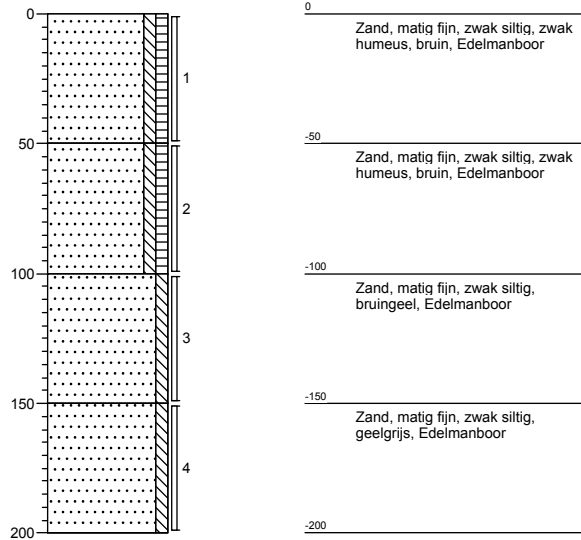 0
50
100
150
200
1
2
3
4
0
Zand, matig fijn, zwak siltig, zwak
humeus, bruin, Edelmanboor
-50
Zand, matig fijn, zwak siltig, zwak
humeus, bruin, Edelmanboor
-100
Zand, matig fijn, zwak siltig,
bruingeel, Edelmanboor
-150
Zand, matig fijn, zwak siltig,
geelgrijs, Edelmanboor
-200